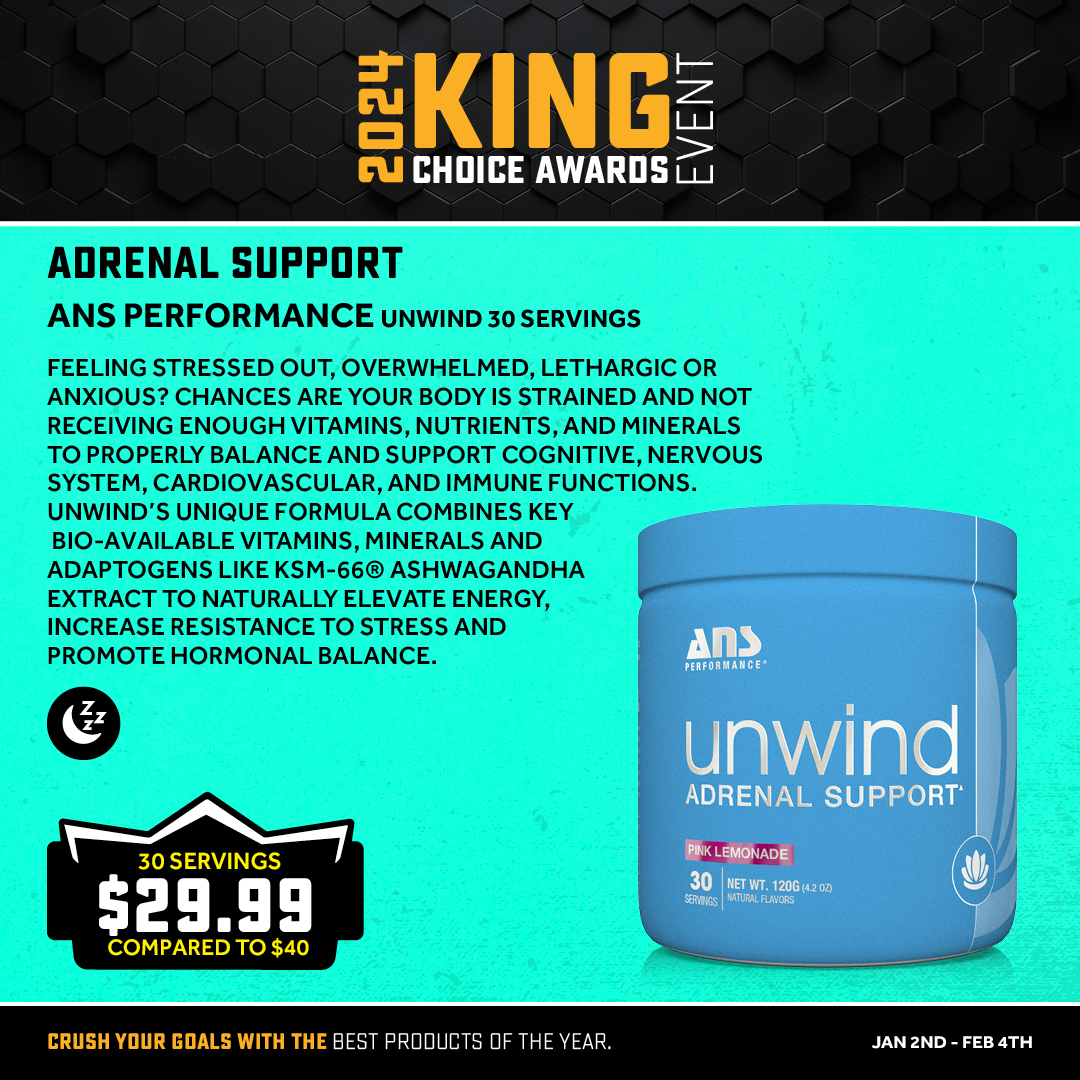 2024
KING
CHOICE AWARDS
EVENT
ADRENAL SUPPORT
ANS PERFORMANCE UNWIND 30 SERVINGS
FEELING STRESSED OUT, OVERWHELMED, LETHARGIC OR
ANXIOUS? CHANCES ARE YOUR BODY IS STRAINED AND NOT
RECEIVING ENOUGH VITAMINS, NUTRIENTS, AND MINERALS
TO PROPERLY BALANCE AND SUPPORT COGNITIVE, NERVOUS
SYSTEM, CARDIOVASCULAR, AND IMMUNE FUNCTIONS.
UNWIND’S UNIQUE FORMULA COMBINES KEY
BIO-AVAILABLE VITAMINS, MINERALS AND
ADAPTOGENS LIKE KSM-66® ASHWAGANDHA
EXTRACT TO NATURALLY ELEVATE ENERGY,
INCREASE RESISTANCE TO STRESS AND
PROMOTE HORMONAL BALANCE.
Z Z Z
30 SERVINGS
$29.99
COMPARED TO $40
ANS
PERFORMANCE®
unwind
ADRENAL SUPPORT▲
PINK LEMONADE
30
SERVINGS
NET WT. 120G (4.2 OZ)
NATURAL FLAVORS
CRUSH YOUR GOALS WITH THE BEST PRODUCTS OF THE YEAR.
JAN 2ND - FEB 4TH